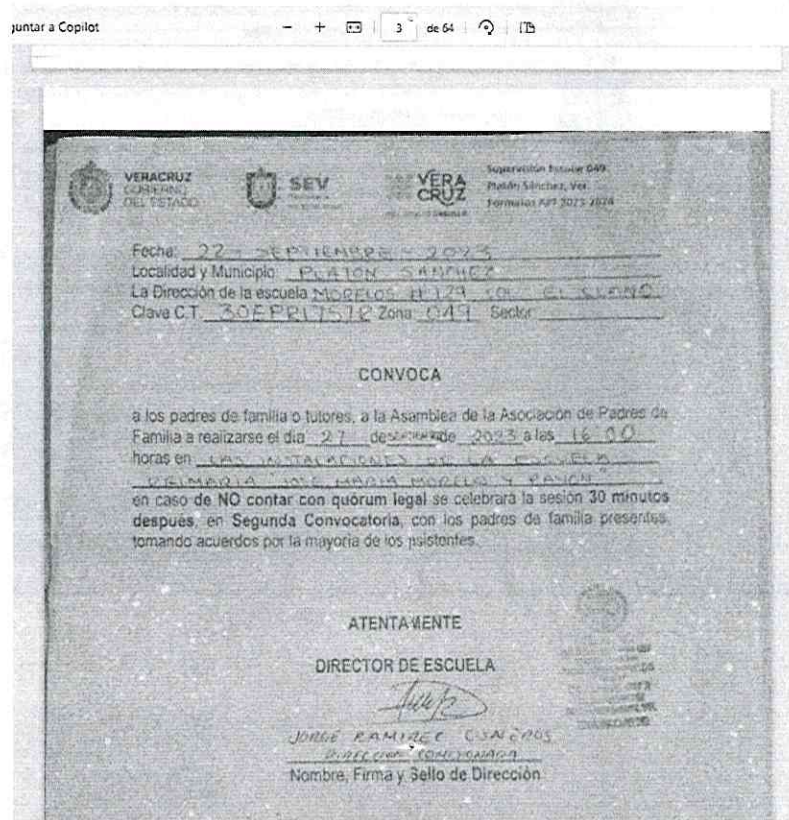 juntar a Copilot
3 de 64
VERACRUZ
GOBIERNO
DEL ESTADO
SEV
VERA
CRUZ
Supervisión Escolar 049
Platón Sánchez, Ver.
Formatos APF 2023-2024
Fecha: 22 - SEPTIEMBRE - 2023
Localidad y Municipio PLATON SANCHEZ
La Dirección de la escuela MORELOS # 129 COL EL LLANO
Clave C.T. 30EPR1757R Zona 049 Sector
CONVOCA
a los padres de familia o tutores, a la Asamblea de la Asociación de Padres de
Familia a realizarse el día 27 de septiembre de 2023 a las 16:00
horas en LAS INSTALACIONES DE LA ESCUELA
PRIMARIA "JOSE MARIA MORELOS Y PAVON"
en caso de NO contar con quórum legal se celebrará la sesión 30 minutos
después, en Segunda Convocatoria, con los padres de familia presentes,
tomando acuerdos por la mayoría de los asistentes.
ATENTAMENTE
DIRECTOR DE ESCUELA
JORGE RAMIREZ CISNEROS
DIRECCION COMISIONADA
Nombre, Firma y Sello de Dirección